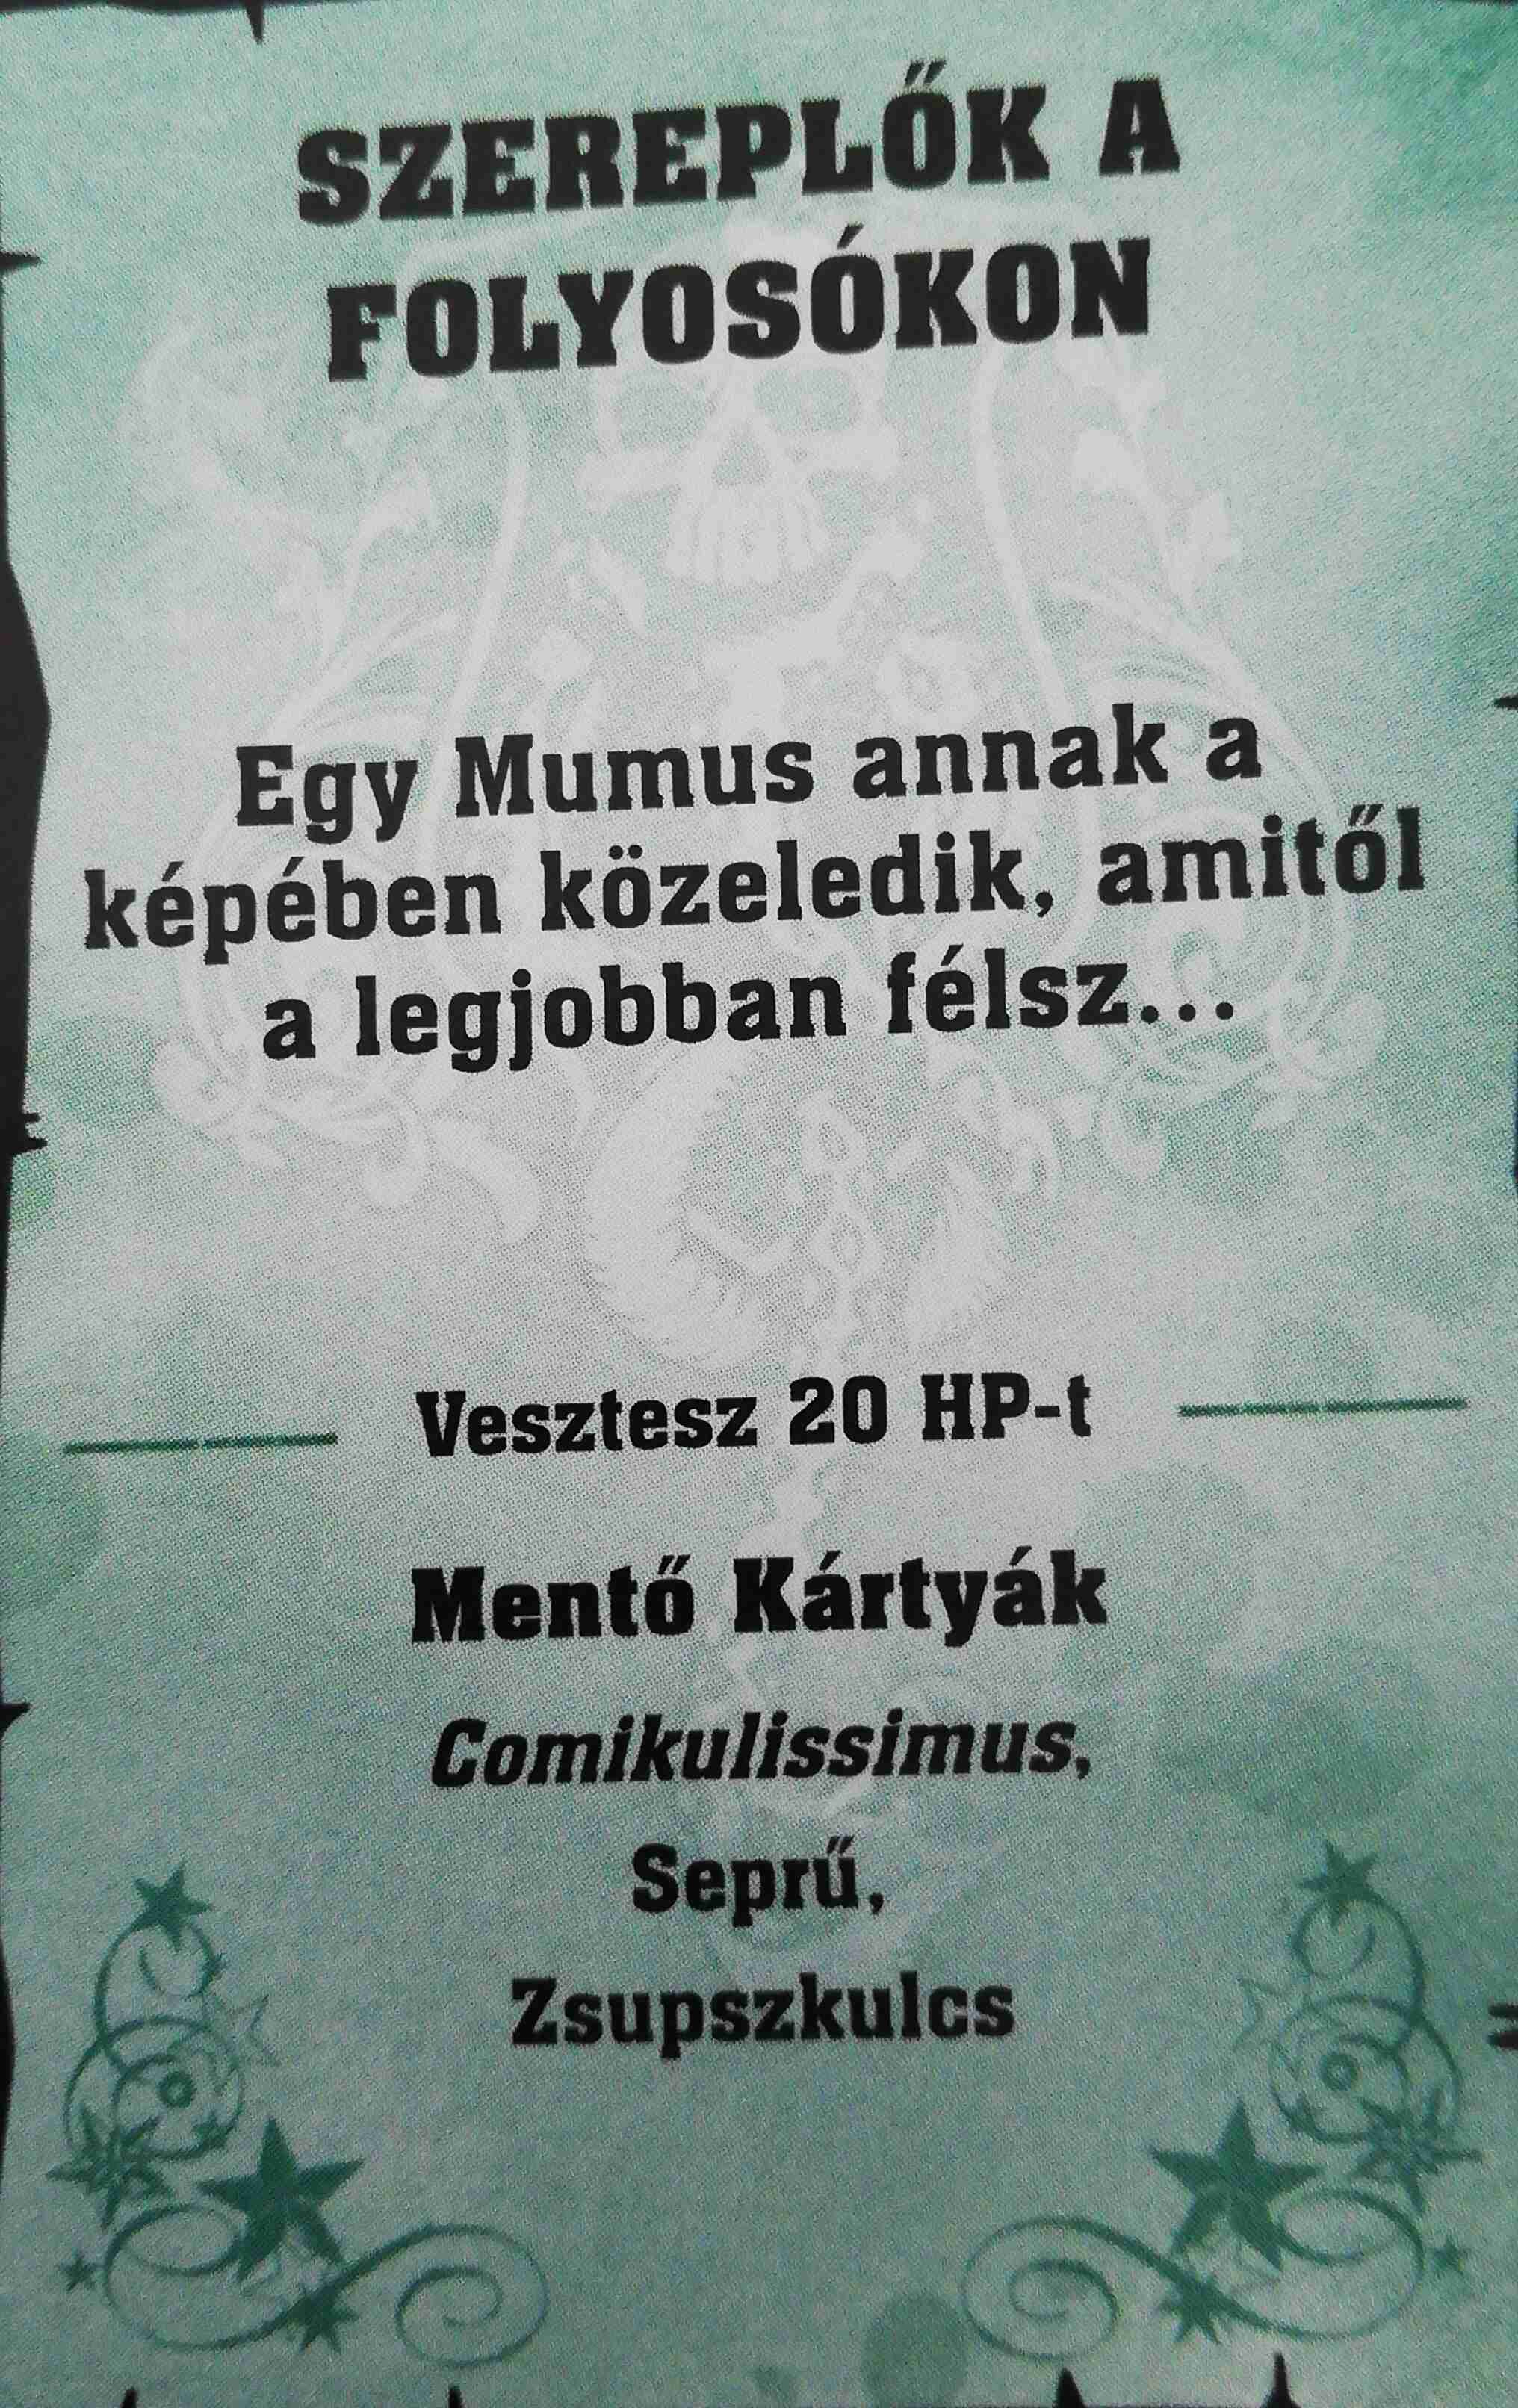 SZEREPLŐK A
FOLYOSÓKON
Egy Mumus annak a
képében közeledik, amitől
a legjobban félsz...
Vesztesz 20 HP-t
Mentő Kártyák
Comikulissimus,
Seprű,
Zsupszkulcs